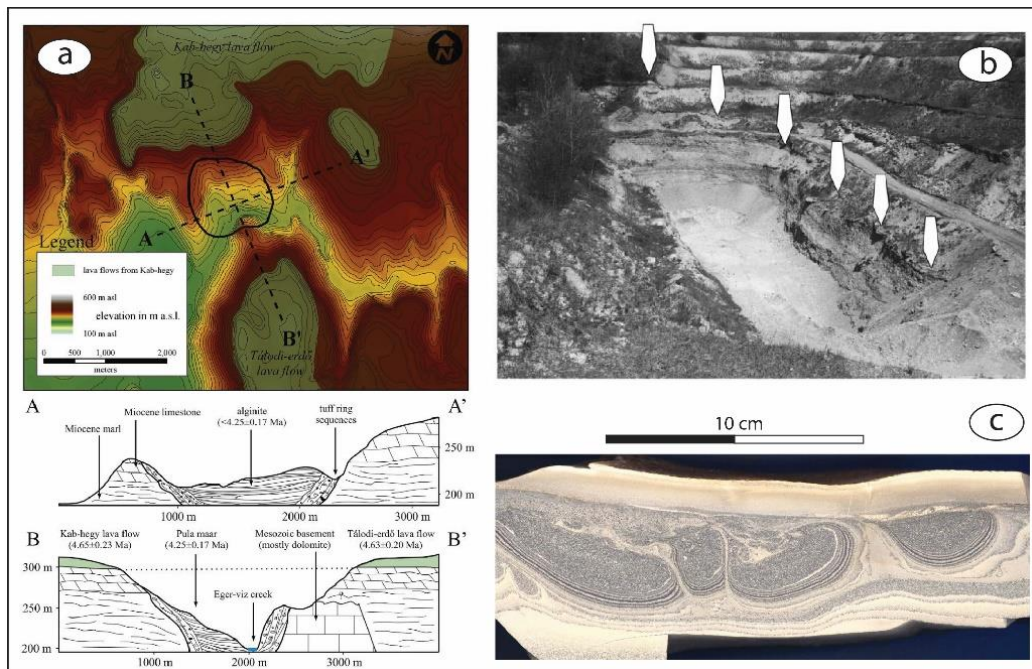 a
Kab-hegy lava flow
N
B
A'
A
Legend
lava flows from Kab-hegy
600 m asl
elevation in m a.s.l.
100 m asl
0 500 1,000 2,000
meters
B'
Tálodi-erdő
lava flow
b
A
A'
Miocene limestone
Miocene marl
alginite
(<4.25±0.17 Ma)
tuff ring
sequences
250 m
200 m
1000 m
2000 m
3000 m
B
B'
Kab-hegy lava flow
(4.65±0.23 Ma)
Pula maar
(4.25±0.17 Ma)
Mesozoic basement
(mostly dolomite)
Tálodi-erdő lava flow
(4.63±0.20 Ma)
Eger-víz creek
300 m
250 m
200 m
1000 m
2000 m
3000 m
10 cm
c